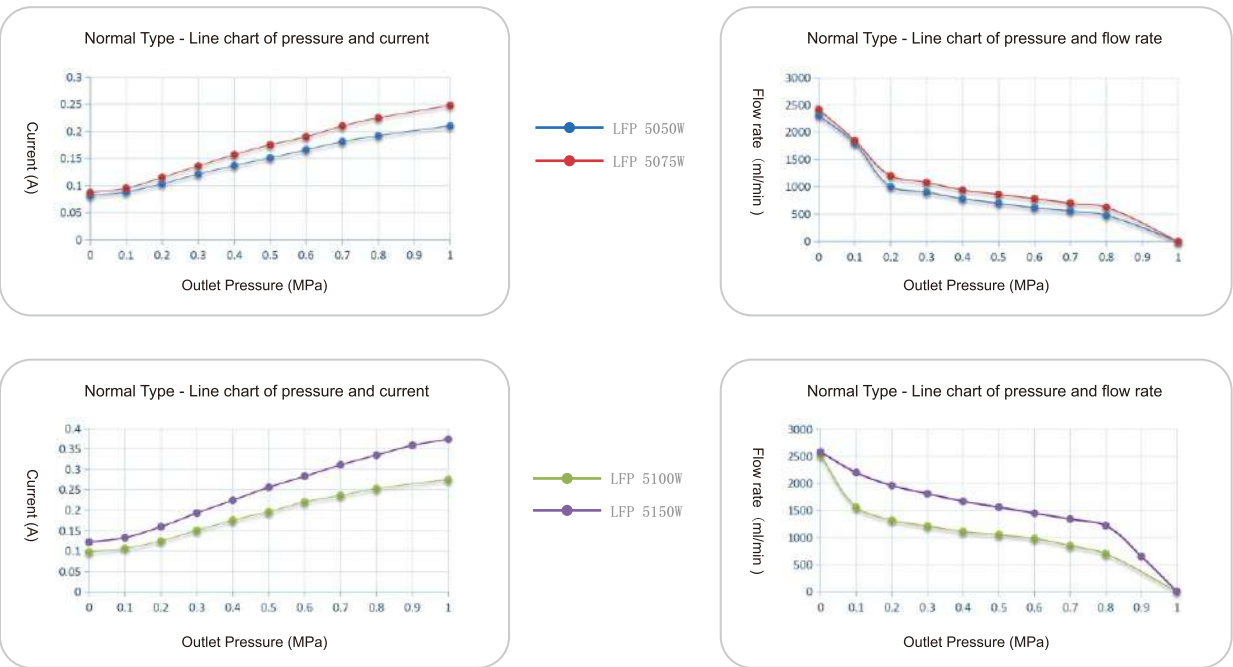 Normal Type - Line chart of pressure and current
0.3
0.25
0.2
0.15
0.1
0.05
0
Current (A)
0 0.1 0.2 0.3 0.4 0.5 0.6 0.7 0.8 0.9 1
Outlet Pressure (MPa)
LFP 5050W
LFP 5075W
Normal Type - Line chart of pressure and flow rate
3000
2500
2000
1500
1000
500
0
Flow rate (ml/min )
0 0.1 0.2 0.3 0.4 0.5 0.6 0.7 0.8 0.9 1
Outlet Pressure (MPa)
Normal Type - Line chart of pressure and current
0.4
0.35
0.3
0.25
0.2
0.15
0.1
0.05
0
Current (A)
0 0.1 0.2 0.3 0.4 0.5 0.6 0.7 0.8 0.9 1
Outlet Pressure (MPa)
LFP 5100W
LFP 5150W
Normal Type - Line chart of pressure and flow rate
3000
2500
2000
1500
1000
500
0
Flow rate (ml/min )
0 0.1 0.2 0.3 0.4 0.5 0.6 0.7 0.8 0.9 1
Outlet Pressure (MPa)